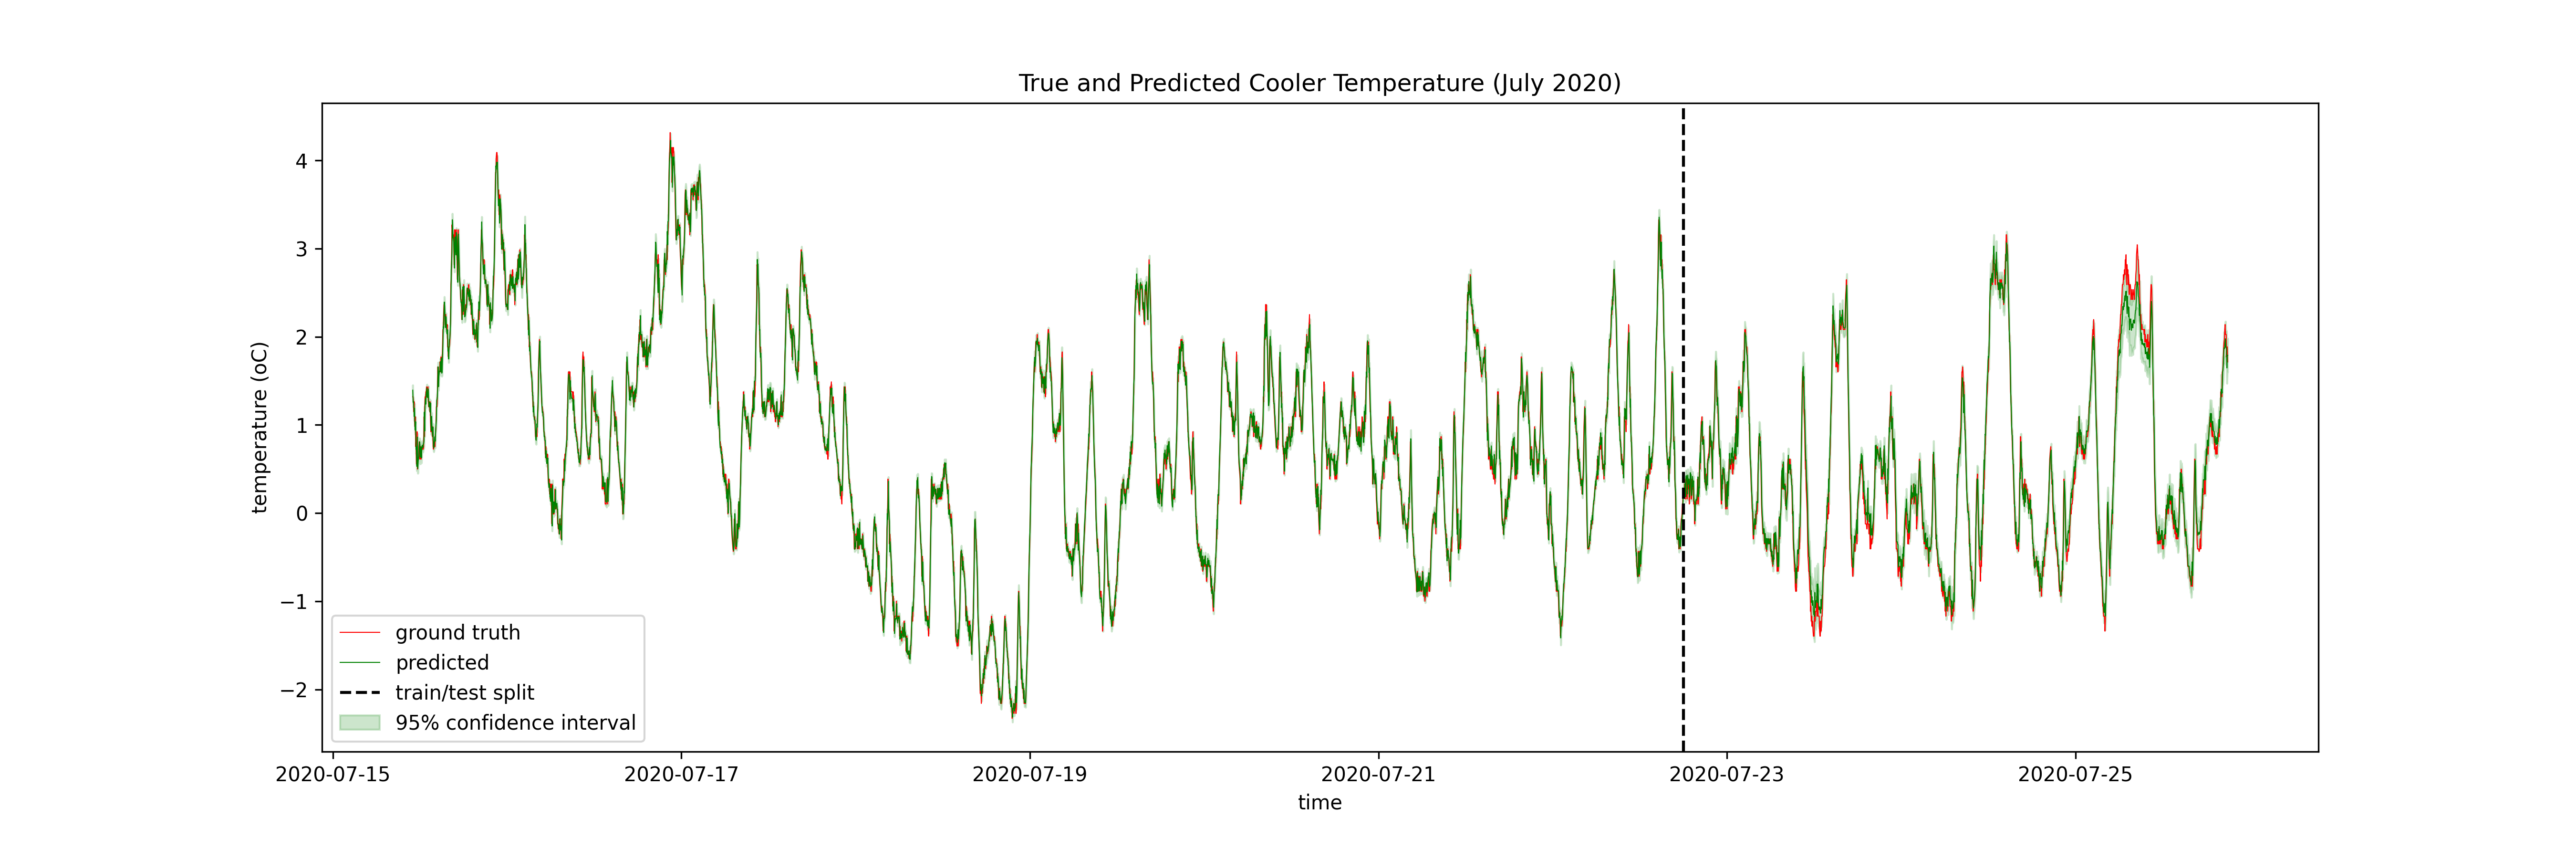 True and Predicted Cooler Temperature (July 2020)
temperature (oC)
4
3
2
1
0
−1
−2
ground truth
predicted
train/test split
95% confidence interval
2020-07-15 2020-07-17 2020-07-19 2020-07-21 2020-07-23 2020-07-25
time